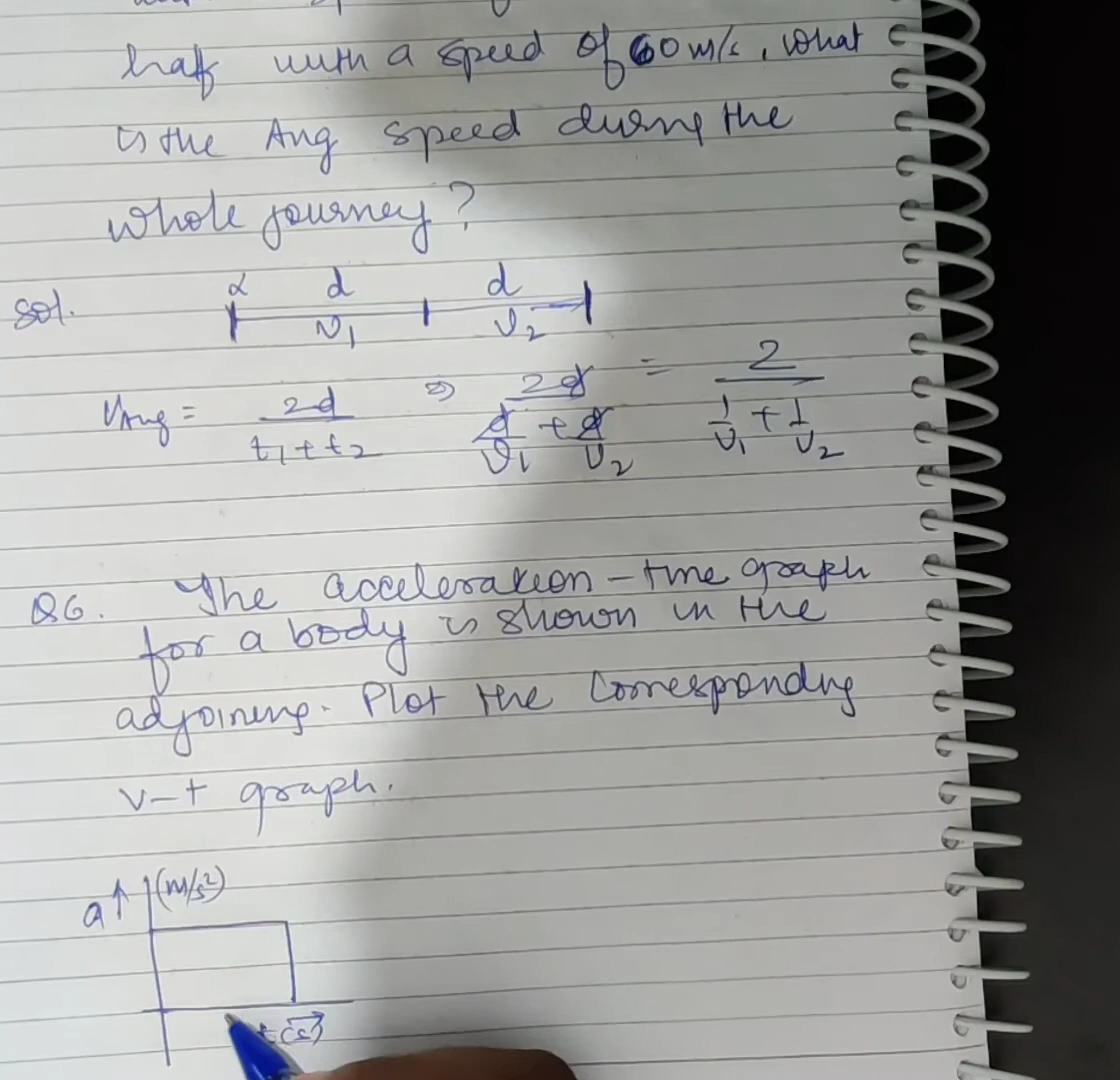 half with a speed of 60 m/s, what
is the Avg speed during the
whole journey?
Sol.
d d
v₁ v₂
vAvg = 2d / t₁+t₂ ⇒ 2d / d/v₁ + d/v₂ = 2 / 1/v₁ + 1/v₂
Q6. The acceleration-time graph
for a body is shown in the
adjoining. Plot the corresponding
v-t graph.
a↑ (m/s²)
t(s)